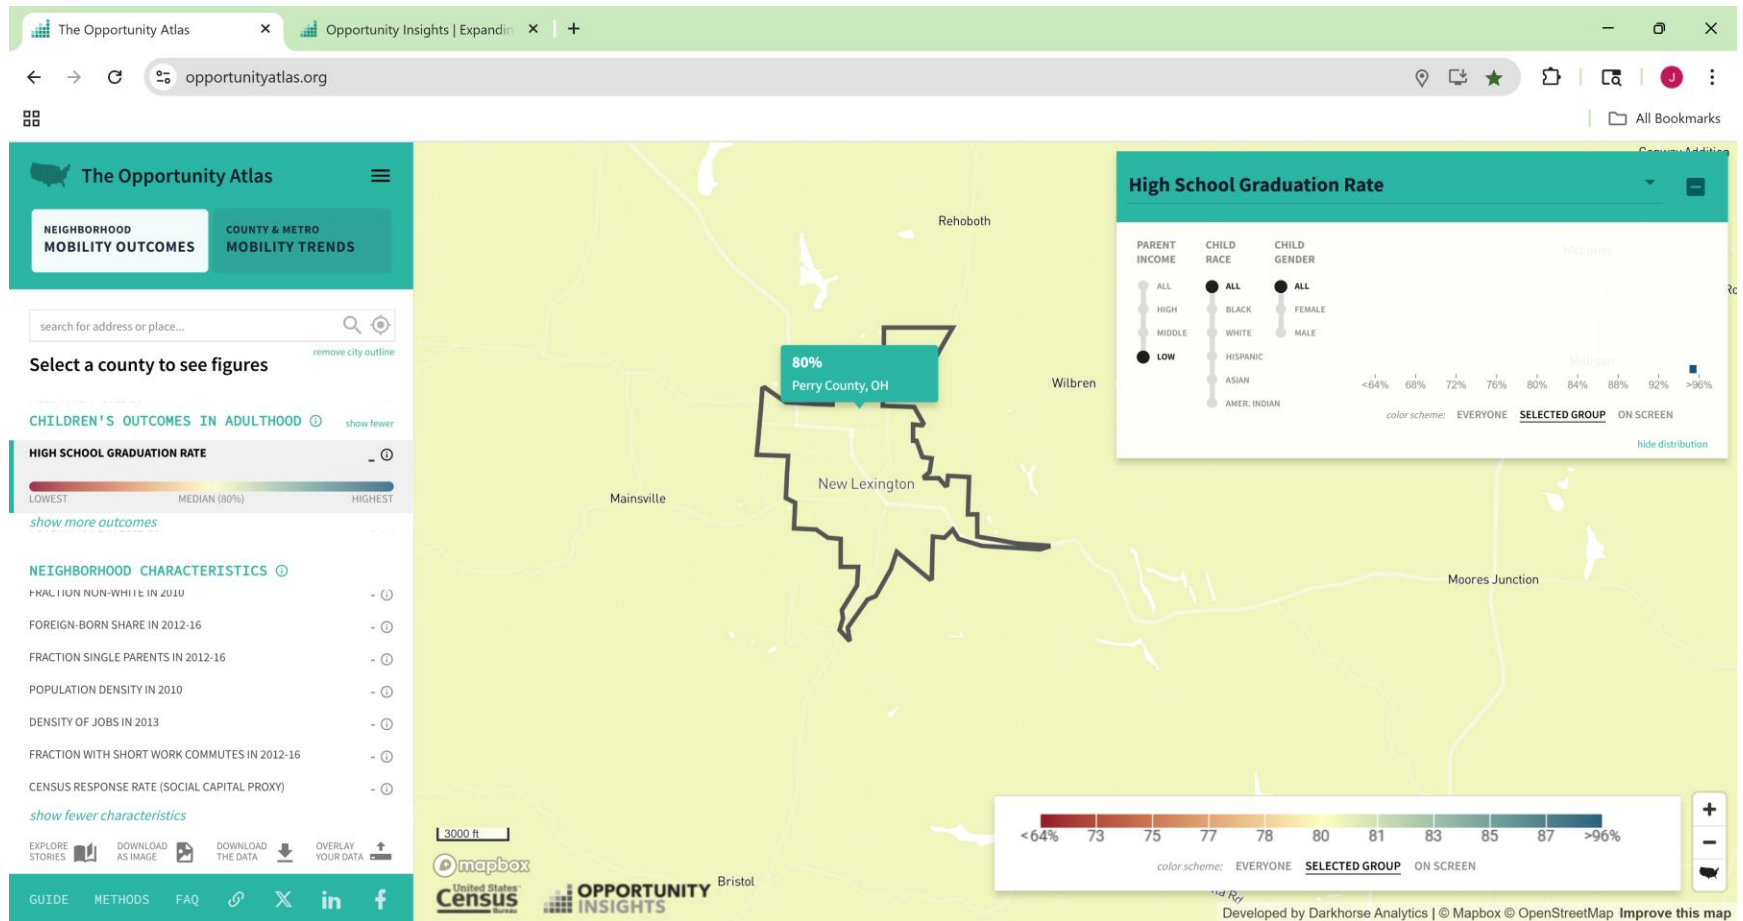 The Opportunity Atlas
Opportunity Insights | Expandin
opportunityatlas.org
J
All Bookmarks
The Opportunity Atlas
NEIGHBORHOOD
MOBILITY OUTCOMES
COUNTY & METRO
MOBILITY TRENDS
search for address or place...
remove city outline
Select a county to see figures
CHILDREN'S OUTCOMES IN ADULTHOOD
show fewer
HIGH SCHOOL GRADUATION RATE
-
LOWEST
MEDIAN (80%)
HIGHEST
show more outcomes
NEIGHBORHOOD CHARACTERISTICS
FRACTION NON-WHITE IN 2010 -
FOREIGN-BORN SHARE IN 2012-16 -
FRACTION SINGLE PARENTS IN 2012-16 -
POPULATION DENSITY IN 2010 -
DENSITY OF JOBS IN 2013 -
FRACTION WITH SHORT WORK COMMUTES IN 2012-16 -
CENSUS RESPONSE RATE (SOCIAL CAPITAL PROXY) -
show fewer characteristics
EXPLORE
STORIES
DOWNLOAD
AS IMAGE
DOWNLOAD
THE DATA
OVERLAY
YOUR DATA
GUIDE METHODS FAQ
Rehoboth
80%
Perry County, OH
Wilbren
New Lexington
Mainsville
Moores Junction
Bristol
3000 ft
mapbox
United States
Census
Bureau
OPPORTUNITY
INSIGHTS
High School Graduation Rate
PARENT
INCOME
ALL
HIGH
MIDDLE
LOW
CHILD
RACE
ALL
BLACK
WHITE
HISPANIC
ASIAN
AMER. INDIAN
CHILD
GENDER
ALL
FEMALE
MALE
Milligan
<64% 68% 72% 76% 80% 84% 88% 92% >96%
color scheme: EVERYONE SELECTED GROUP ON SCREEN
hide distribution
<64% 73 75 77 78 80 81 83 85 87 >96%
color scheme: EVERYONE SELECTED GROUP ON SCREEN
Developed by Darkhorse Analytics | © Mapbox © OpenStreetMap Improve this map